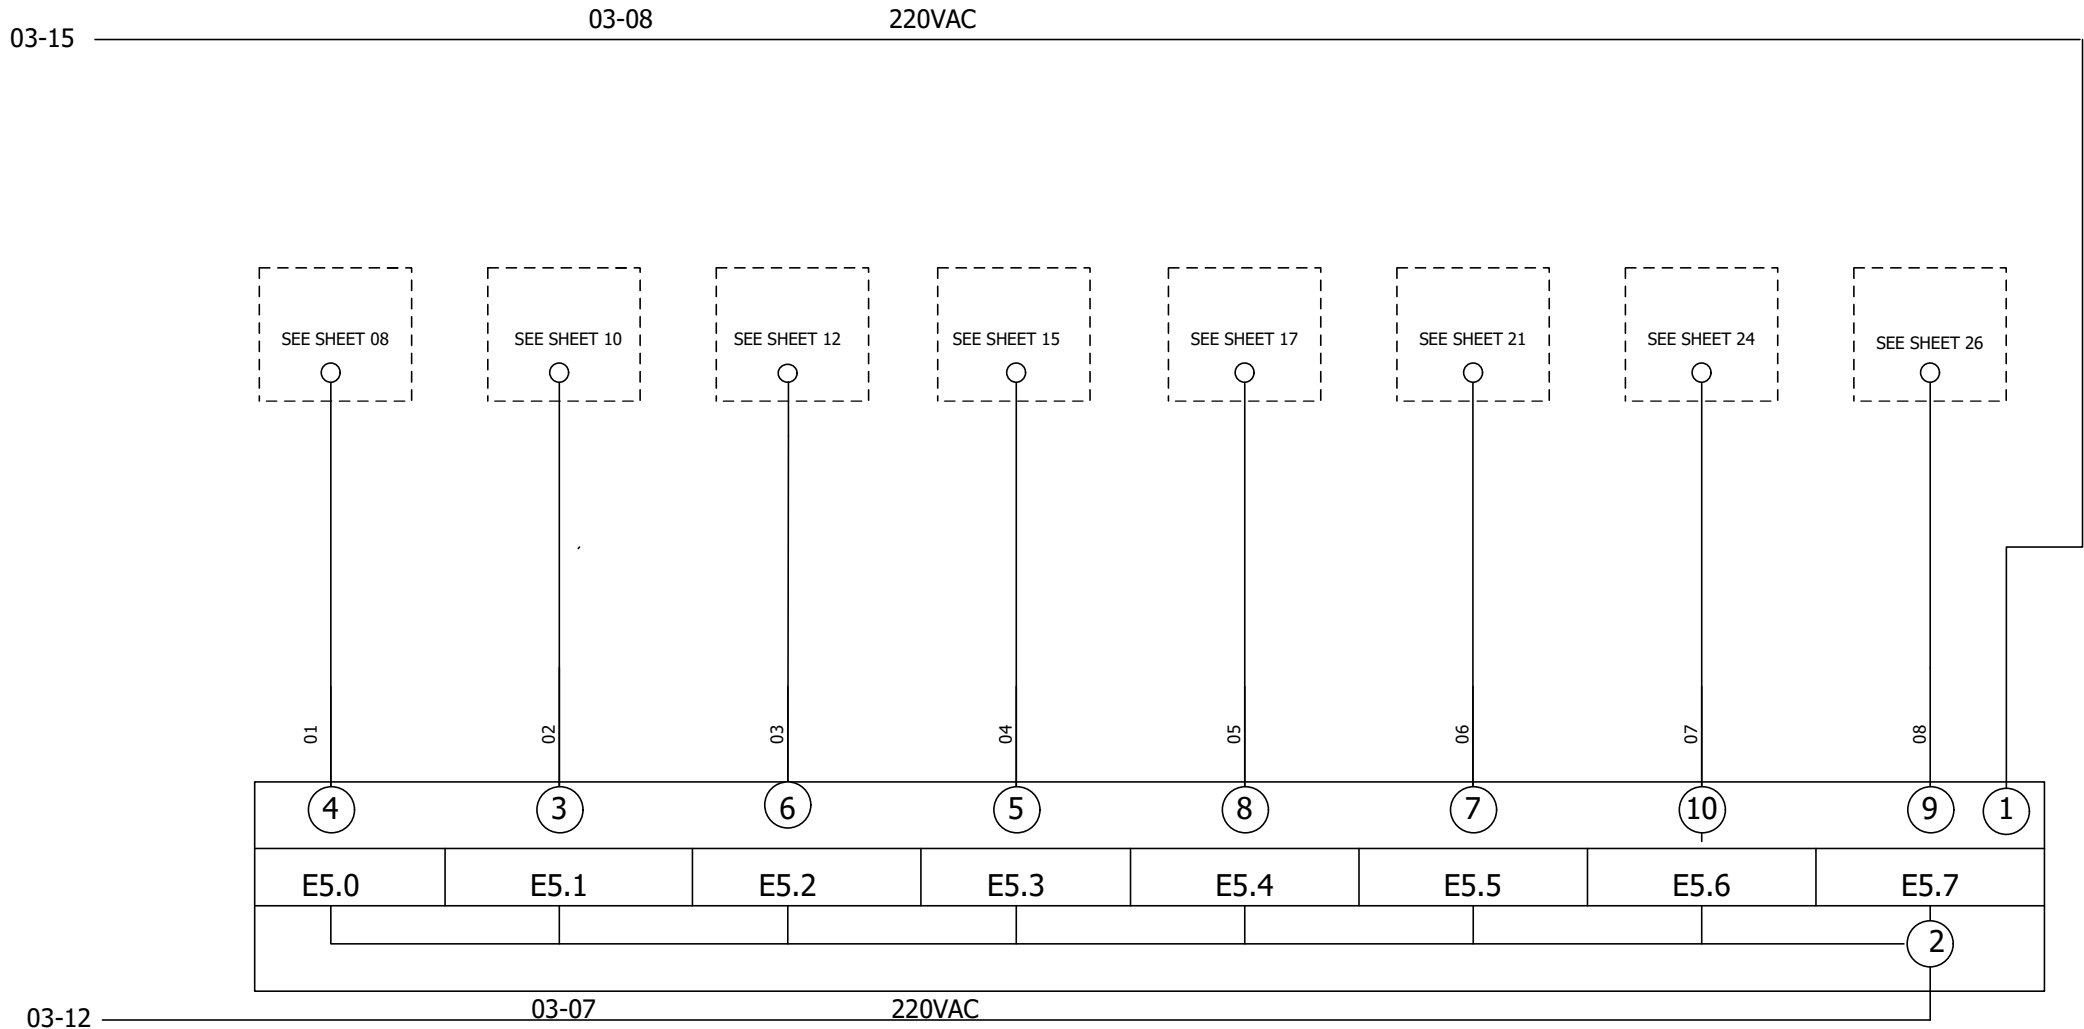 03-08 220VAC
03-15
SEE SHEET 08 SEE SHEET 10 SEE SHEET 12 SEE SHEET 15 SEE SHEET 17 SEE SHEET 21 SEE SHEET 24 SEE SHEET 26
01 02 03 04 05 06 07 08
4 3 6 5 8 7 10 9 1
E5.0 E5.1 E5.2 E5.3 E5.4 E5.5 E5.6 E5.7
2
03-07 220VAC
03-12